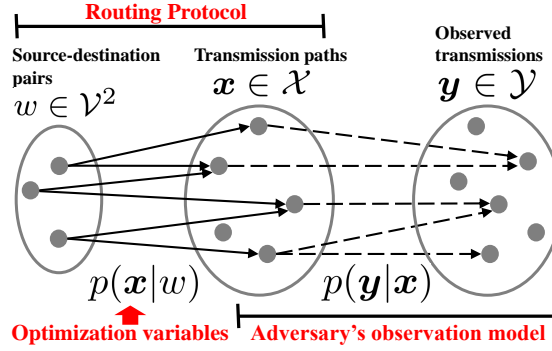 Routing Protocol
Source-destination pairs
w ∈ 𝒱²
Transmission paths
𝒙 ∈ 𝒳
Observed transmissions
𝒚 ∈ 𝒴
p(𝒙|w)
p(𝒚|𝒙)
Optimization variables
Adversary's observation model